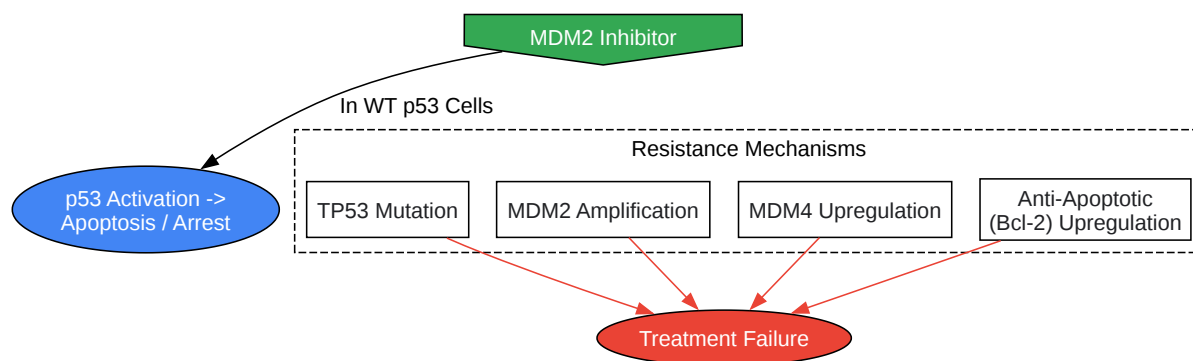 MDM2 Inhibitor
In WT p53 Cells
Resistance Mechanisms
p53 Activation ->
Apoptosis / Arrest
TP53 Mutation
MDM2 Amplification
MDM4 Upregulation
Anti-Apoptotic
(Bcl-2) Upregulation
Treatment Failure